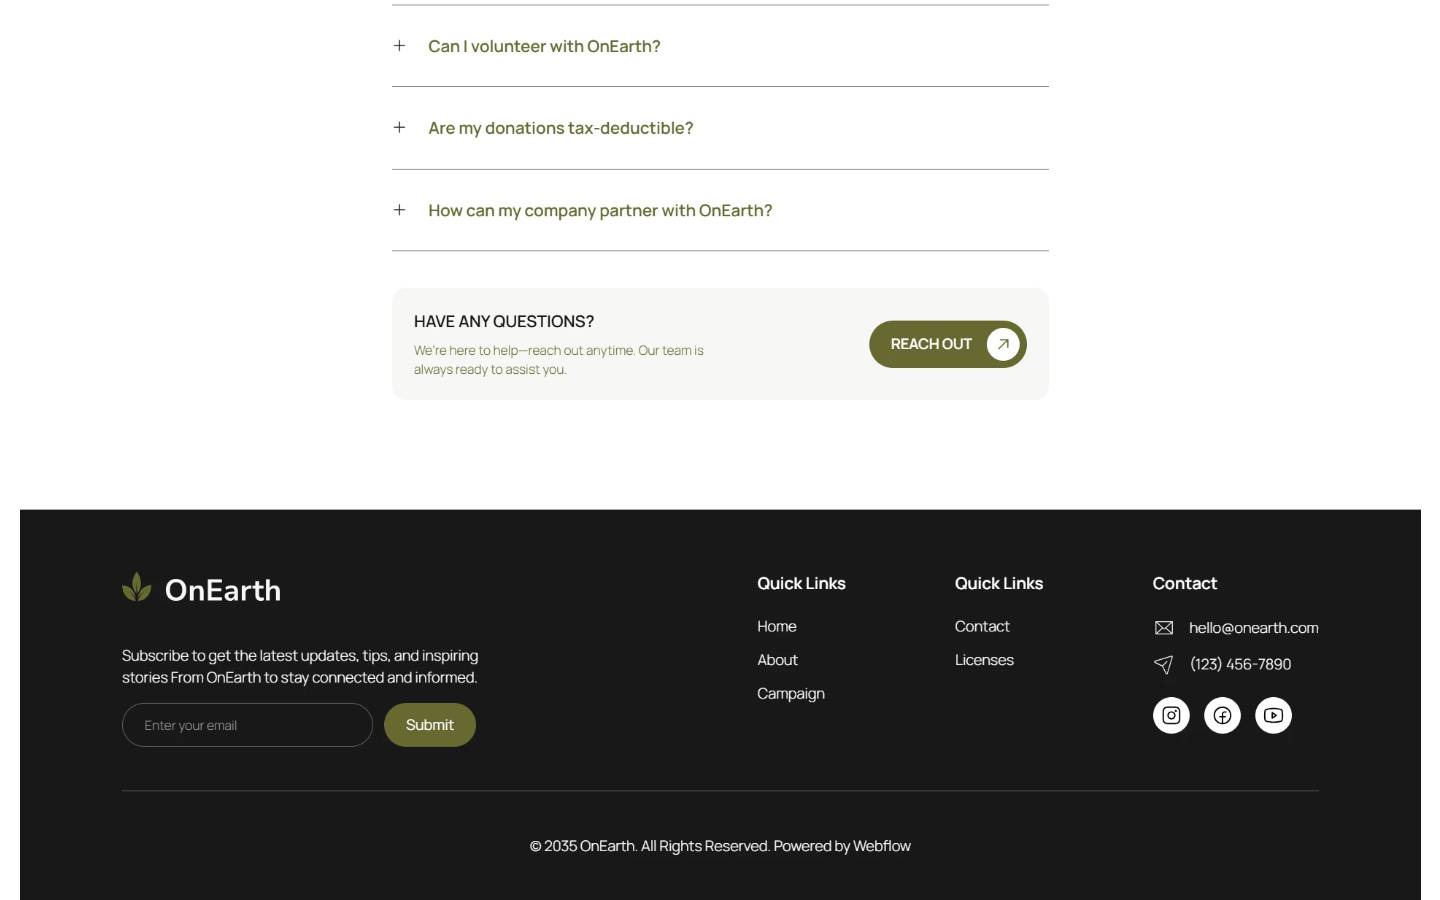 Can I volunteer with OnEarth?
Are my donations tax-deductible?
How can my company partner with OnEarth?
HAVE ANY QUESTIONS?
We're here to help—reach out anytime. Our team is
always ready to assist you.
REACH OUT
OnEarth
Subscribe to get the latest updates, tips, and inspiring
stories From OnEarth to stay connected and informed.
Enter your email
Submit
Quick Links
Home
About
Campaign
Quick Links
Contact
Licenses
Contact
hello@onearth.com
(123) 456-7890
© 2035 OnEarth. All Rights Reserved. Powered by Webflow